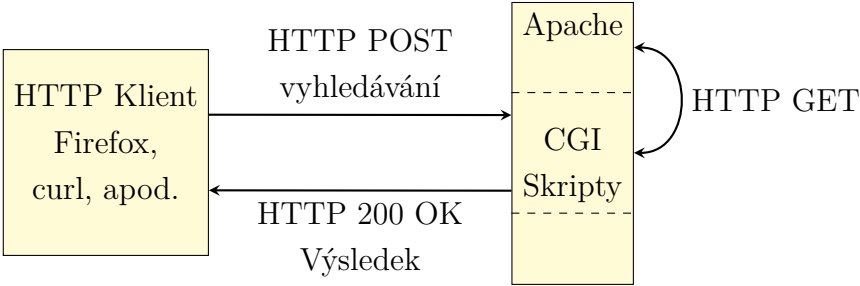 HTTP Klient
Firefox,
curl, apod.
HTTP POST
vyhledávání
HTTP 200 OK
Výsledek
Apache
CGI
Skripty
HTTP GET